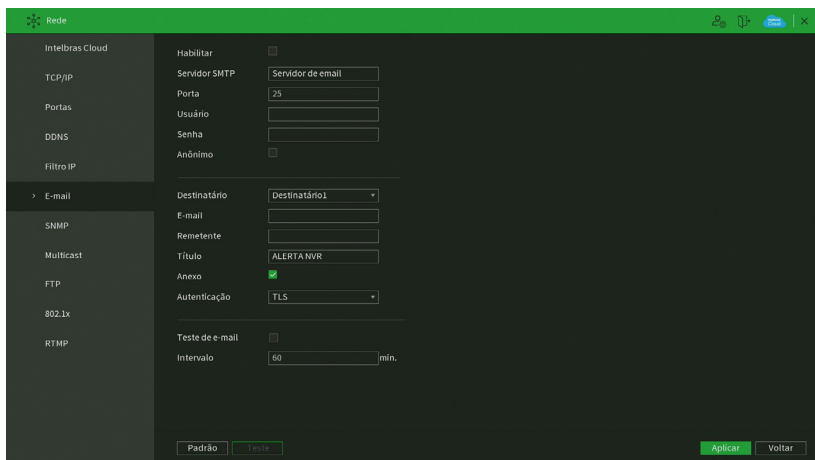 Rede
Intelbras Cloud
TCP/IP
Portas
DDNS
Filtro IP
E-mail
SNMP
Multicast
FTP
802.1x
RTMP
Habilitar
Servidor SMTP Servidor de email
Porta 25
Usuário
Senha
Anônimo
Destinatário Destinatário1
E-mail
Remetente
Título ALERTA NVR
Anexo
Autenticação TLS
Teste de e-mail
Intervalo 60 min.
Padrão Teste Aplicar Voltar